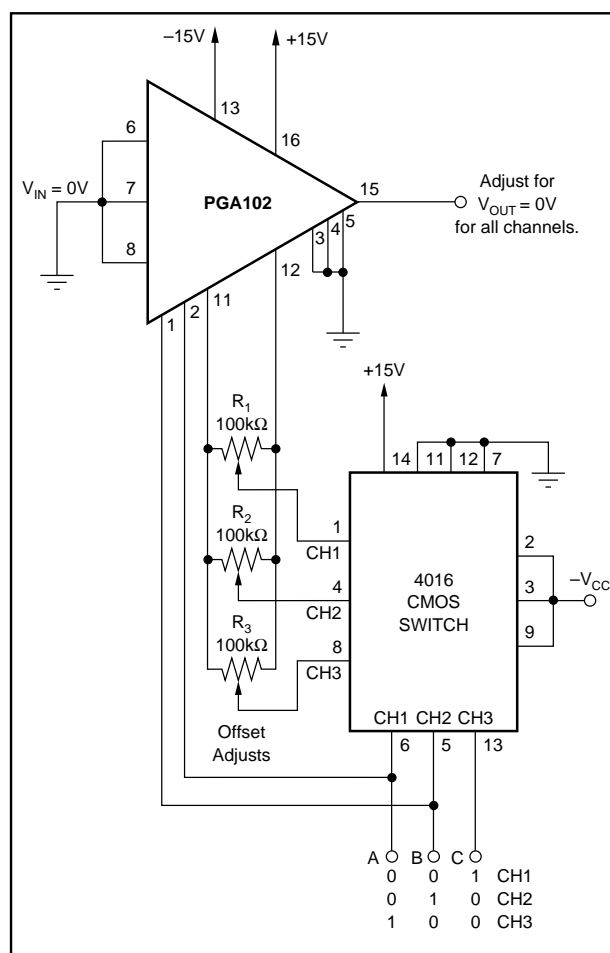 –15V
+15V
13
16
6
7
8
V_IN = 0V
PGA102
15
Adjust for
V_OUT = 0V
for all channels.
3
4
5
12
11
2
1
R₁
100kΩ
R₂
100kΩ
R₃
100kΩ
Offset
Adjusts
+15V
14 11 12 7
1
CH1
4
CH2
8
CH3
4016
CMOS
SWITCH
2
3
9
–V_CC
CH1 CH2 CH3
6 5 13
A B C
0 0 1 CH1
0 1 0 CH2
1 0 0 CH3